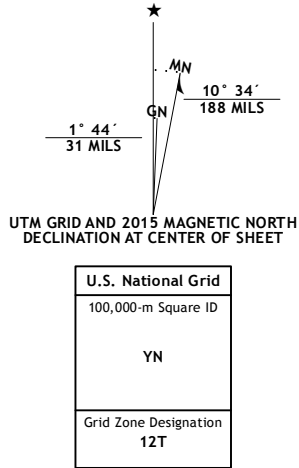 ★
MN
GN
10° 34´
188 MILS
1° 44´
31 MILS
UTM GRID AND 2015 MAGNETIC NORTH
DECLINATION AT CENTER OF SHEET
U.S. National Grid
100,000-m Square ID
YN
Grid Zone Designation
12T